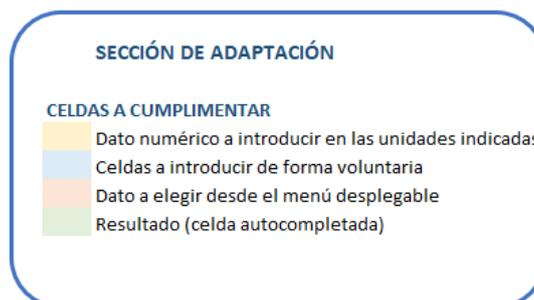 SECCIÓN DE ADAPTACIÓN
CELDAS A CUMPLIMENTAR
Dato numérico a introducir en las unidades indicadas
Celdas a introducir de forma voluntaria
Dato a elegir desde el menú desplegable
Resultado (celda autocompletada)